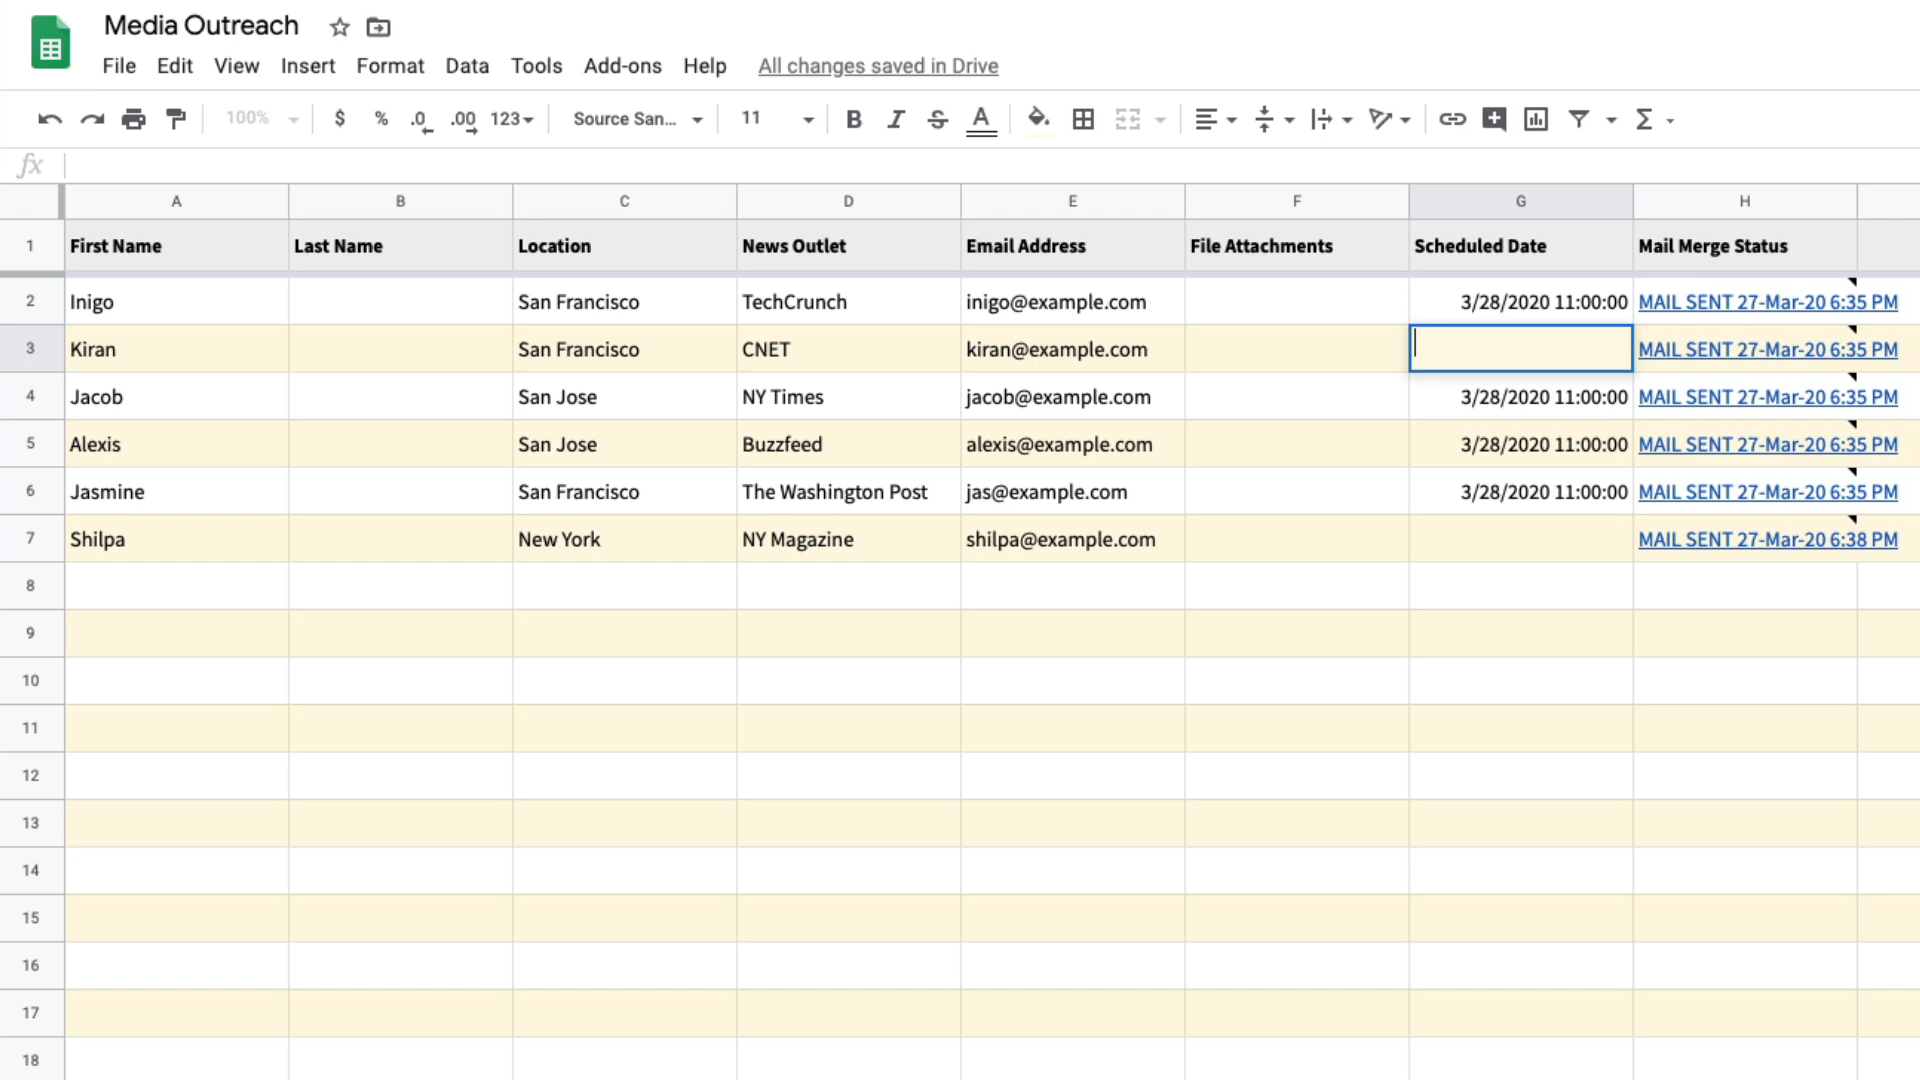 Media Outreach
File Edit View Insert Format Data Tools Add-ons Help All changes saved in Drive
100% $ % .0 .00 123 Source San... 11 B I S A Σ
fx
A B C D E F G H
1 First Name Last Name Location News Outlet Email Address File Attachments Scheduled Date Mail Merge Status
2 Inigo San Francisco TechCrunch inigo@example.com 3/28/2020 11:00:00 MAIL SENT 27-Mar-20 6:35 PM
3 Kiran San Francisco CNET kiran@example.com MAIL SENT 27-Mar-20 6:35 PM
4 Jacob San Jose NY Times jacob@example.com 3/28/2020 11:00:00 MAIL SENT 27-Mar-20 6:35 PM
5 Alexis San Jose Buzzfeed alexis@example.com 3/28/2020 11:00:00 MAIL SENT 27-Mar-20 6:35 PM
6 Jasmine San Francisco The Washington Post jas@example.com 3/28/2020 11:00:00 MAIL SENT 27-Mar-20 6:35 PM
7 Shilpa New York NY Magazine shilpa@example.com MAIL SENT 27-Mar-20 6:38 PM
8
9
10
11
12
13
14
15
16
17
18